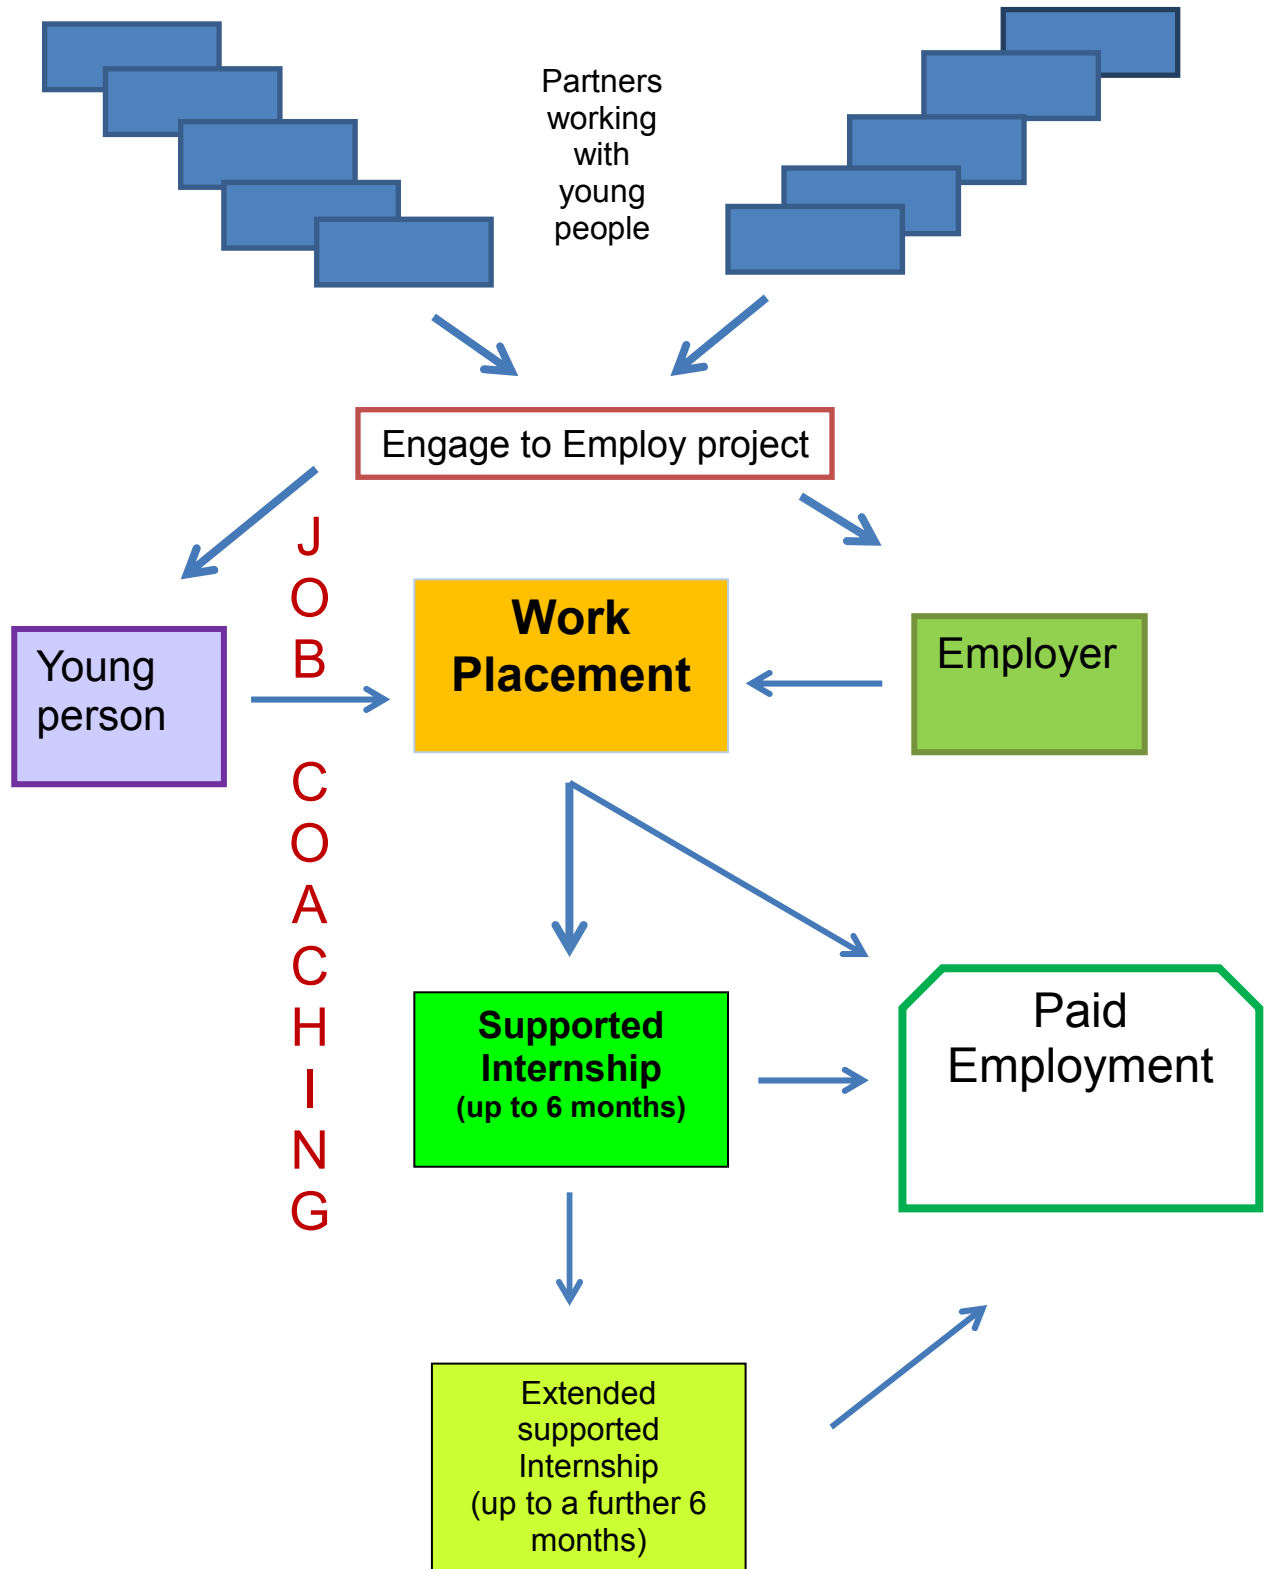 Partners
working
with
young
people
Engage to Employ project
J
O
B
C
O
A
C
H
I
N
G
Young
person
Work
Placement
Employer
Supported
Internship
(up to 6 months)
Paid
Employment
Extended
supported
Internship
(up to a further 6
months)